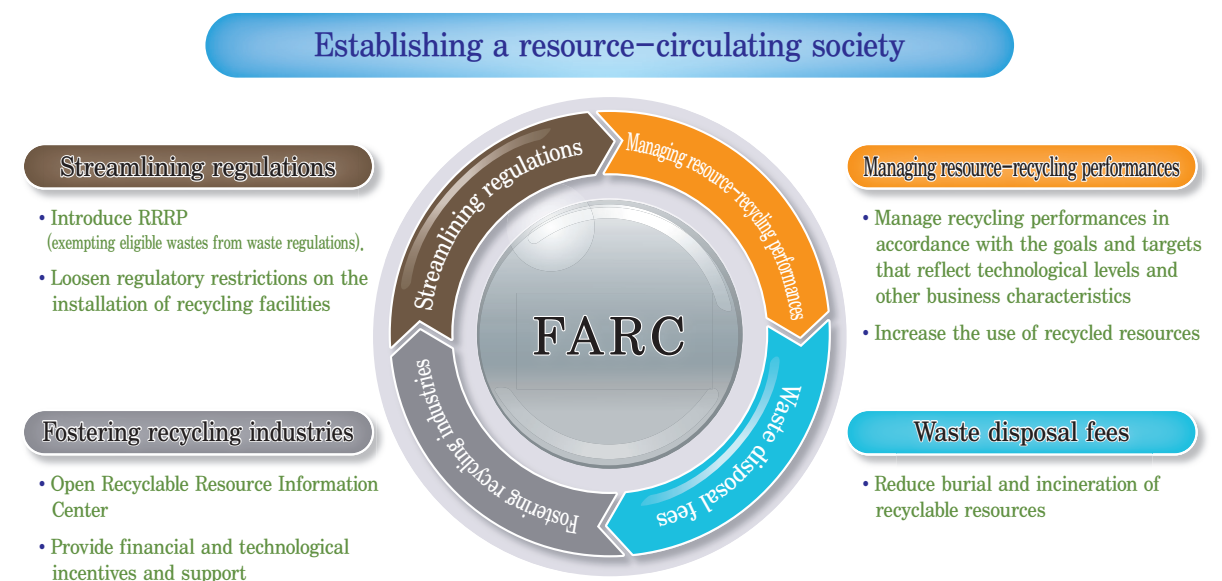 Establishing a resource-circulating society
Streamlining regulations
• Introduce RRRP
(exempting eligible wastes from waste regulations).
• Loosen regulatory restrictions on the
installation of recycling facilities
Fostering recycling industries
• Open Recyclable Resource Information
Center
• Provide financial and technological
incentives and support
Streamlining regulations
Managing resource-recycling performances
Waste disposal fees
Fostering recycling industries
FARC
Managing resource-recycling performances
• Manage recycling performances in
accordance with the goals and targets
that reflect technological levels and
other business characteristics
• Increase the use of recycled resources
Waste disposal fees
• Reduce burial and incineration of
recyclable resources